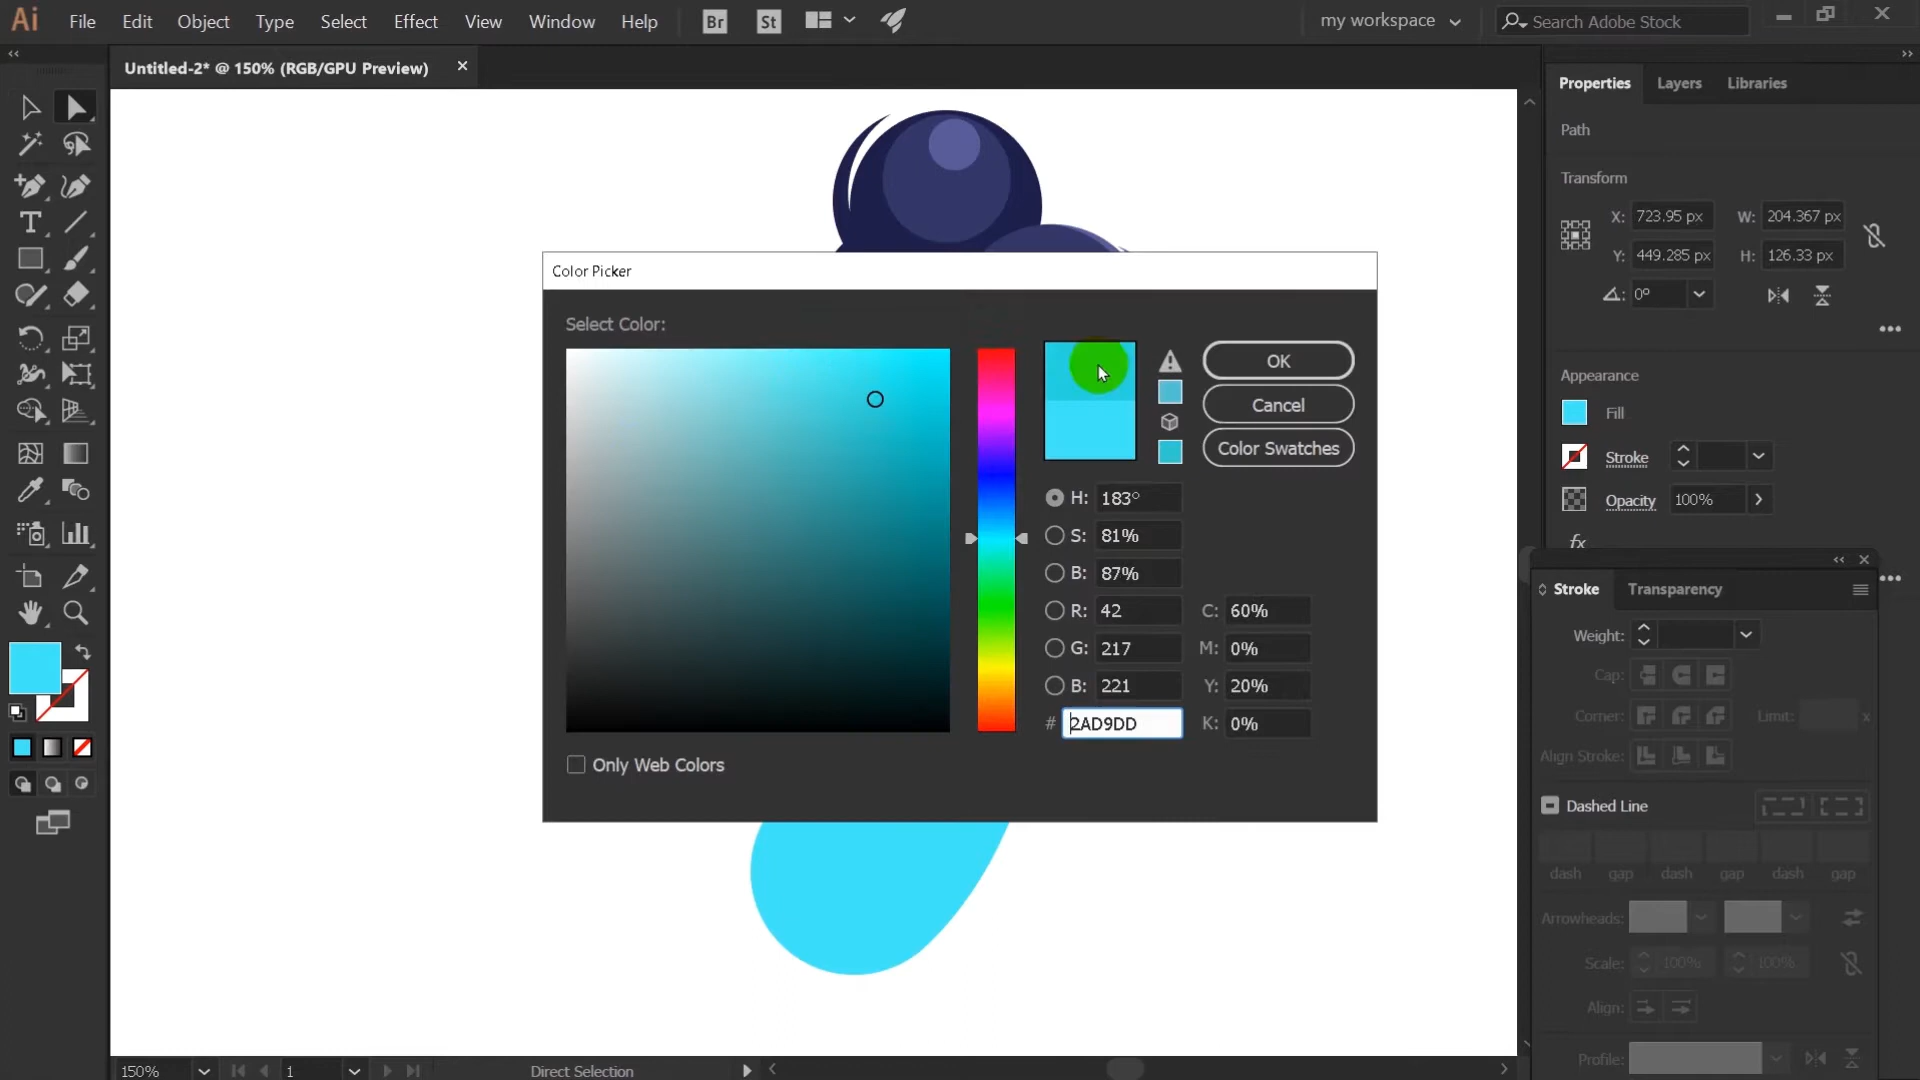 Ai File Edit Object Type Select Effect View Window Help Br St my workspace Search Adobe Stock
Untitled-2* @ 150% (RGB/GPU Preview) ×
Properties Layers Libraries
Path
Transform
X: 723.95 px W: 204.367 px
Y: 449.285 px H: 126.33 px
0°
Appearance
Fill
Stroke
Opacity 100%
fx
Color Picker
Select Color:
OK
Cancel
Color Swatches
H: 183°
S: 81%
B: 87%
R: 42 C: 60%
G: 217 M: 0%
B: 221 Y: 20%
# 2AD9DD K: 0%
Only Web Colors
Stroke Transparency
Weight:
Cap:
Corner: Limit: x
Align Stroke:
Dashed Line
dash gap dash gap dash gap
Arrowheads:
Scale: 100% 100%
Align:
Profile:
150% 1 Direct Selection